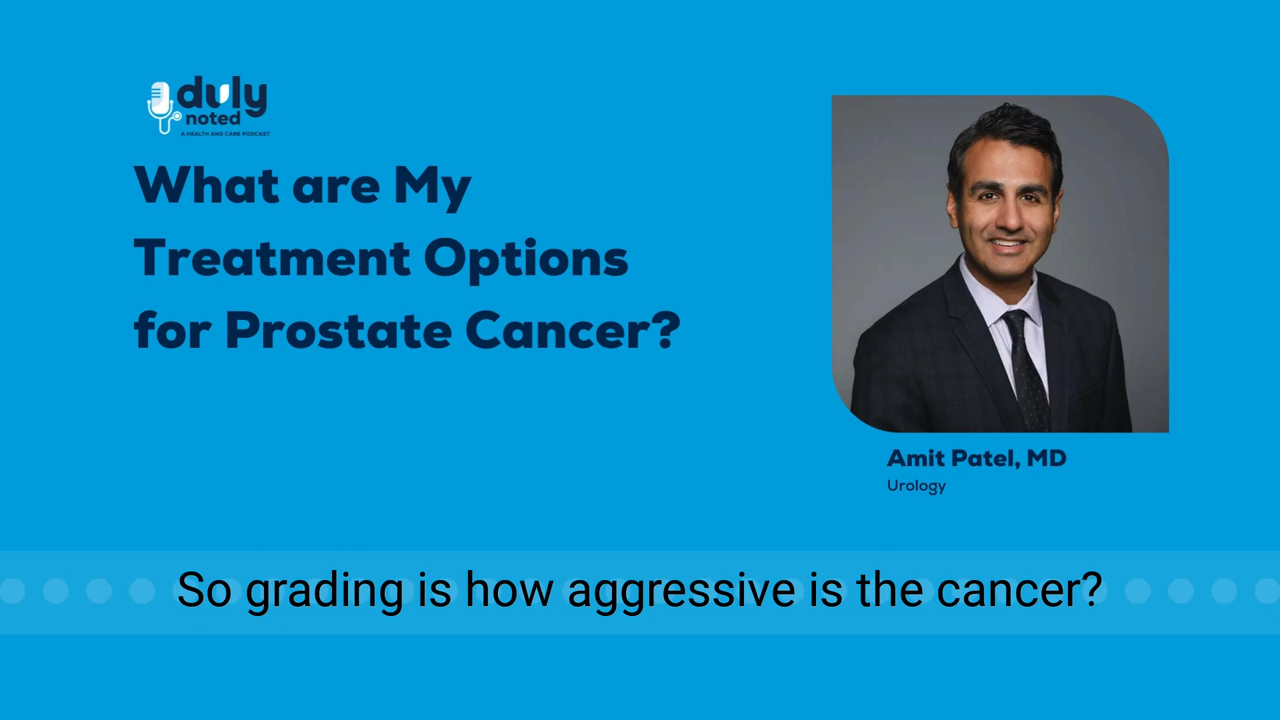 duly
noted
A HEALTH AND CARE PODCAST
What are My
Treatment Options
for Prostate Cancer?
Amit Patel, MD
Urology
So grading is how aggressive is the cancer?